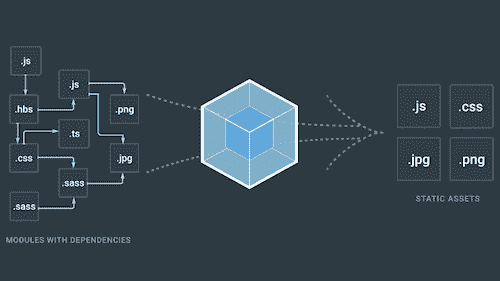 .js
.js
.hbs
.png
.ts
.css
.jpg
.sass
.sass
MODULES WITH DEPENDENCIES
.js
.css
.jpg
.png
STATIC ASSETS